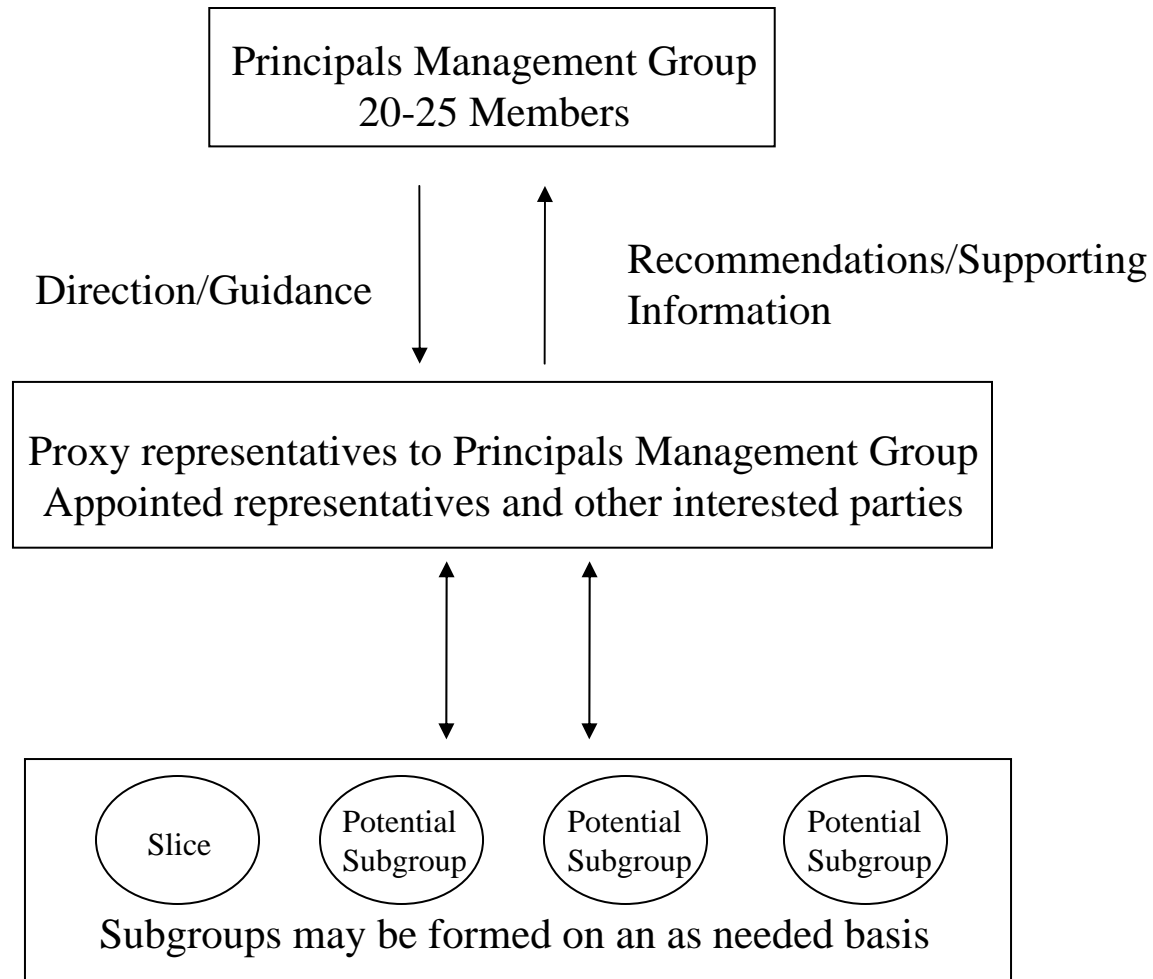 Principals Management Group
20-25 Members
Direction/Guidance
Recommendations/Supporting
Information
Proxy representatives to Principals Management Group
Appointed representatives and other interested parties
Slice
Potential
Subgroup
Potential
Subgroup
Potential
Subgroup
Subgroups may be formed on an as needed basis